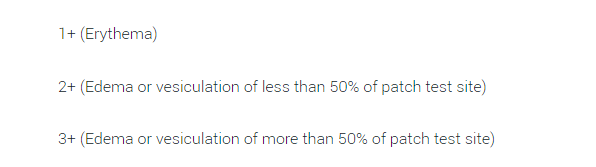 1+ (Erythema)
2+ (Edema or vesiculation of less than 50% of patch test site)
3+ (Edema or vesiculation of more than 50% of patch test site)